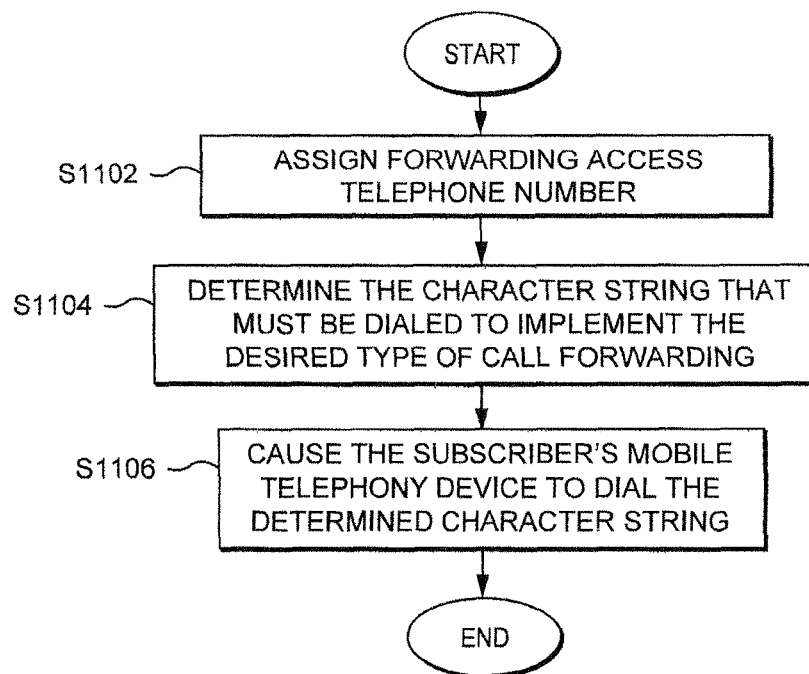 START
S1102
ASSIGN FORWARDING ACCESS
TELEPHONE NUMBER
S1104
DETERMINE THE CHARACTER STRING THAT
MUST BE DIALED TO IMPLEMENT THE
DESIRED TYPE OF CALL FORWARDING
S1106
CAUSE THE SUBSCRIBER'S MOBILE
TELEPHONY DEVICE TO DIAL THE
DETERMINED CHARACTER STRING
END